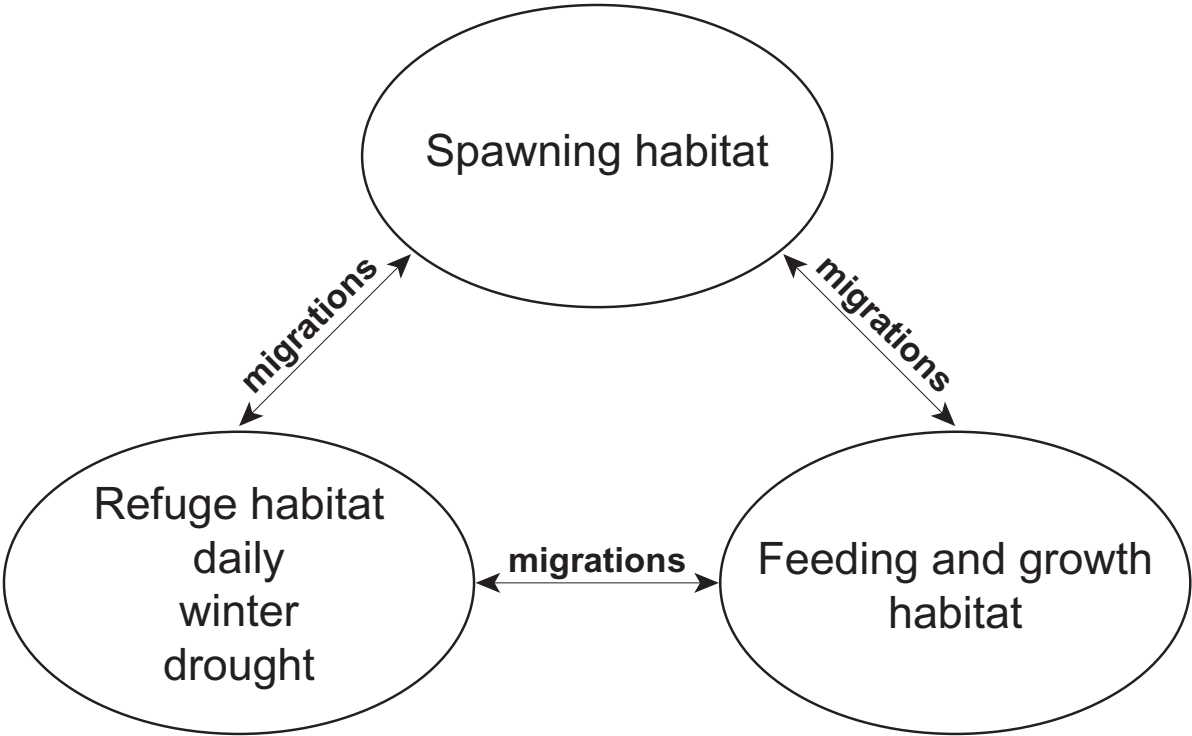 Spawning habitat
migrations
migrations
Refuge habitat
daily
winter
drought
migrations
Feeding and growth
habitat